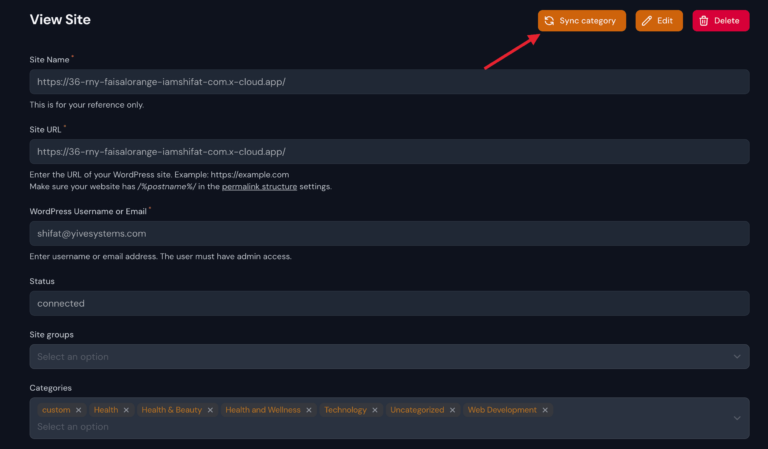 View Site
Sync category
Edit
Delete
Site Name *
https://36-rny-faisalorange-iamshifat-com.x-cloud.app/
This is for your reference only.
Site URL *
https://36-rny-faisalorange-iamshifat-com.x-cloud.app/
Enter the URL of your WordPress site. Example: https://example.com
Make sure your website has /%postname%/ in the permalink structure settings.
WordPress Username or Email *
shifat@yivesystems.com
Enter username or email address. The user must have admin access.
Status
connected
Site groups
Select an option
Categories
custom × Health × Health & Beauty × Health and Wellness × Technology × Uncategorized × Web Development ×
Select an option